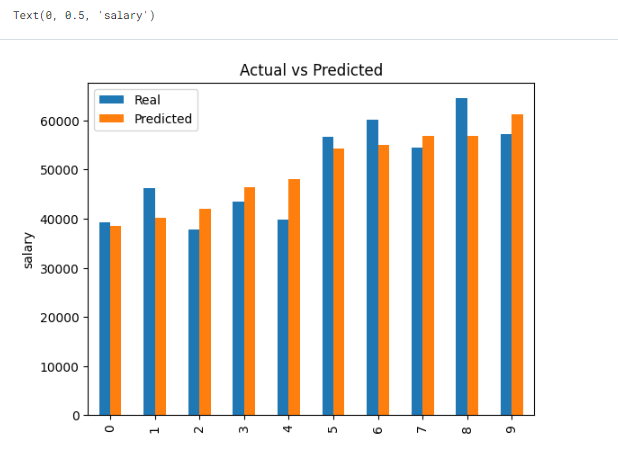 Text(0, 0.5, 'salary')
Actual vs Predicted
Real
Predicted
60000
50000
40000
30000
20000
10000
0
salary
0 1 2 3 4 5 6 7 8 9